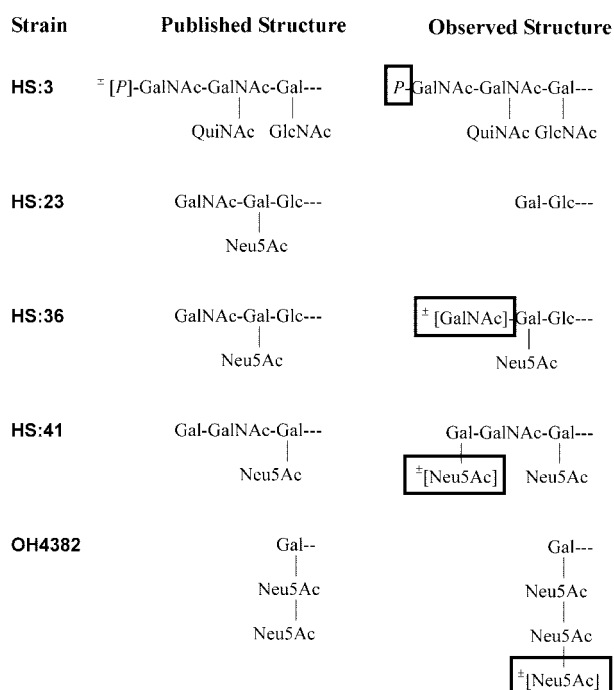 Strain Published Structure Observed Structure
HS:3 ± [P]-GalNAc-GalNAc-Gal--- P-GalNAc-GalNAc-Gal---
QuiNAc GlcNAc QuiNAc GlcNAc
HS:23 GalNAc-Gal-Glc--- Gal-Glc---
Neu5Ac
HS:36 GalNAc-Gal-Glc--- ± [GalNAc]-Gal-Glc---
Neu5Ac Neu5Ac
HS:41 Gal-GalNAc-Gal--- Gal-GalNAc-Gal---
Neu5Ac ±[Neu5Ac] Neu5Ac
OH4382 Gal-- Gal---
Neu5Ac Neu5Ac
Neu5Ac Neu5Ac
±[Neu5Ac]